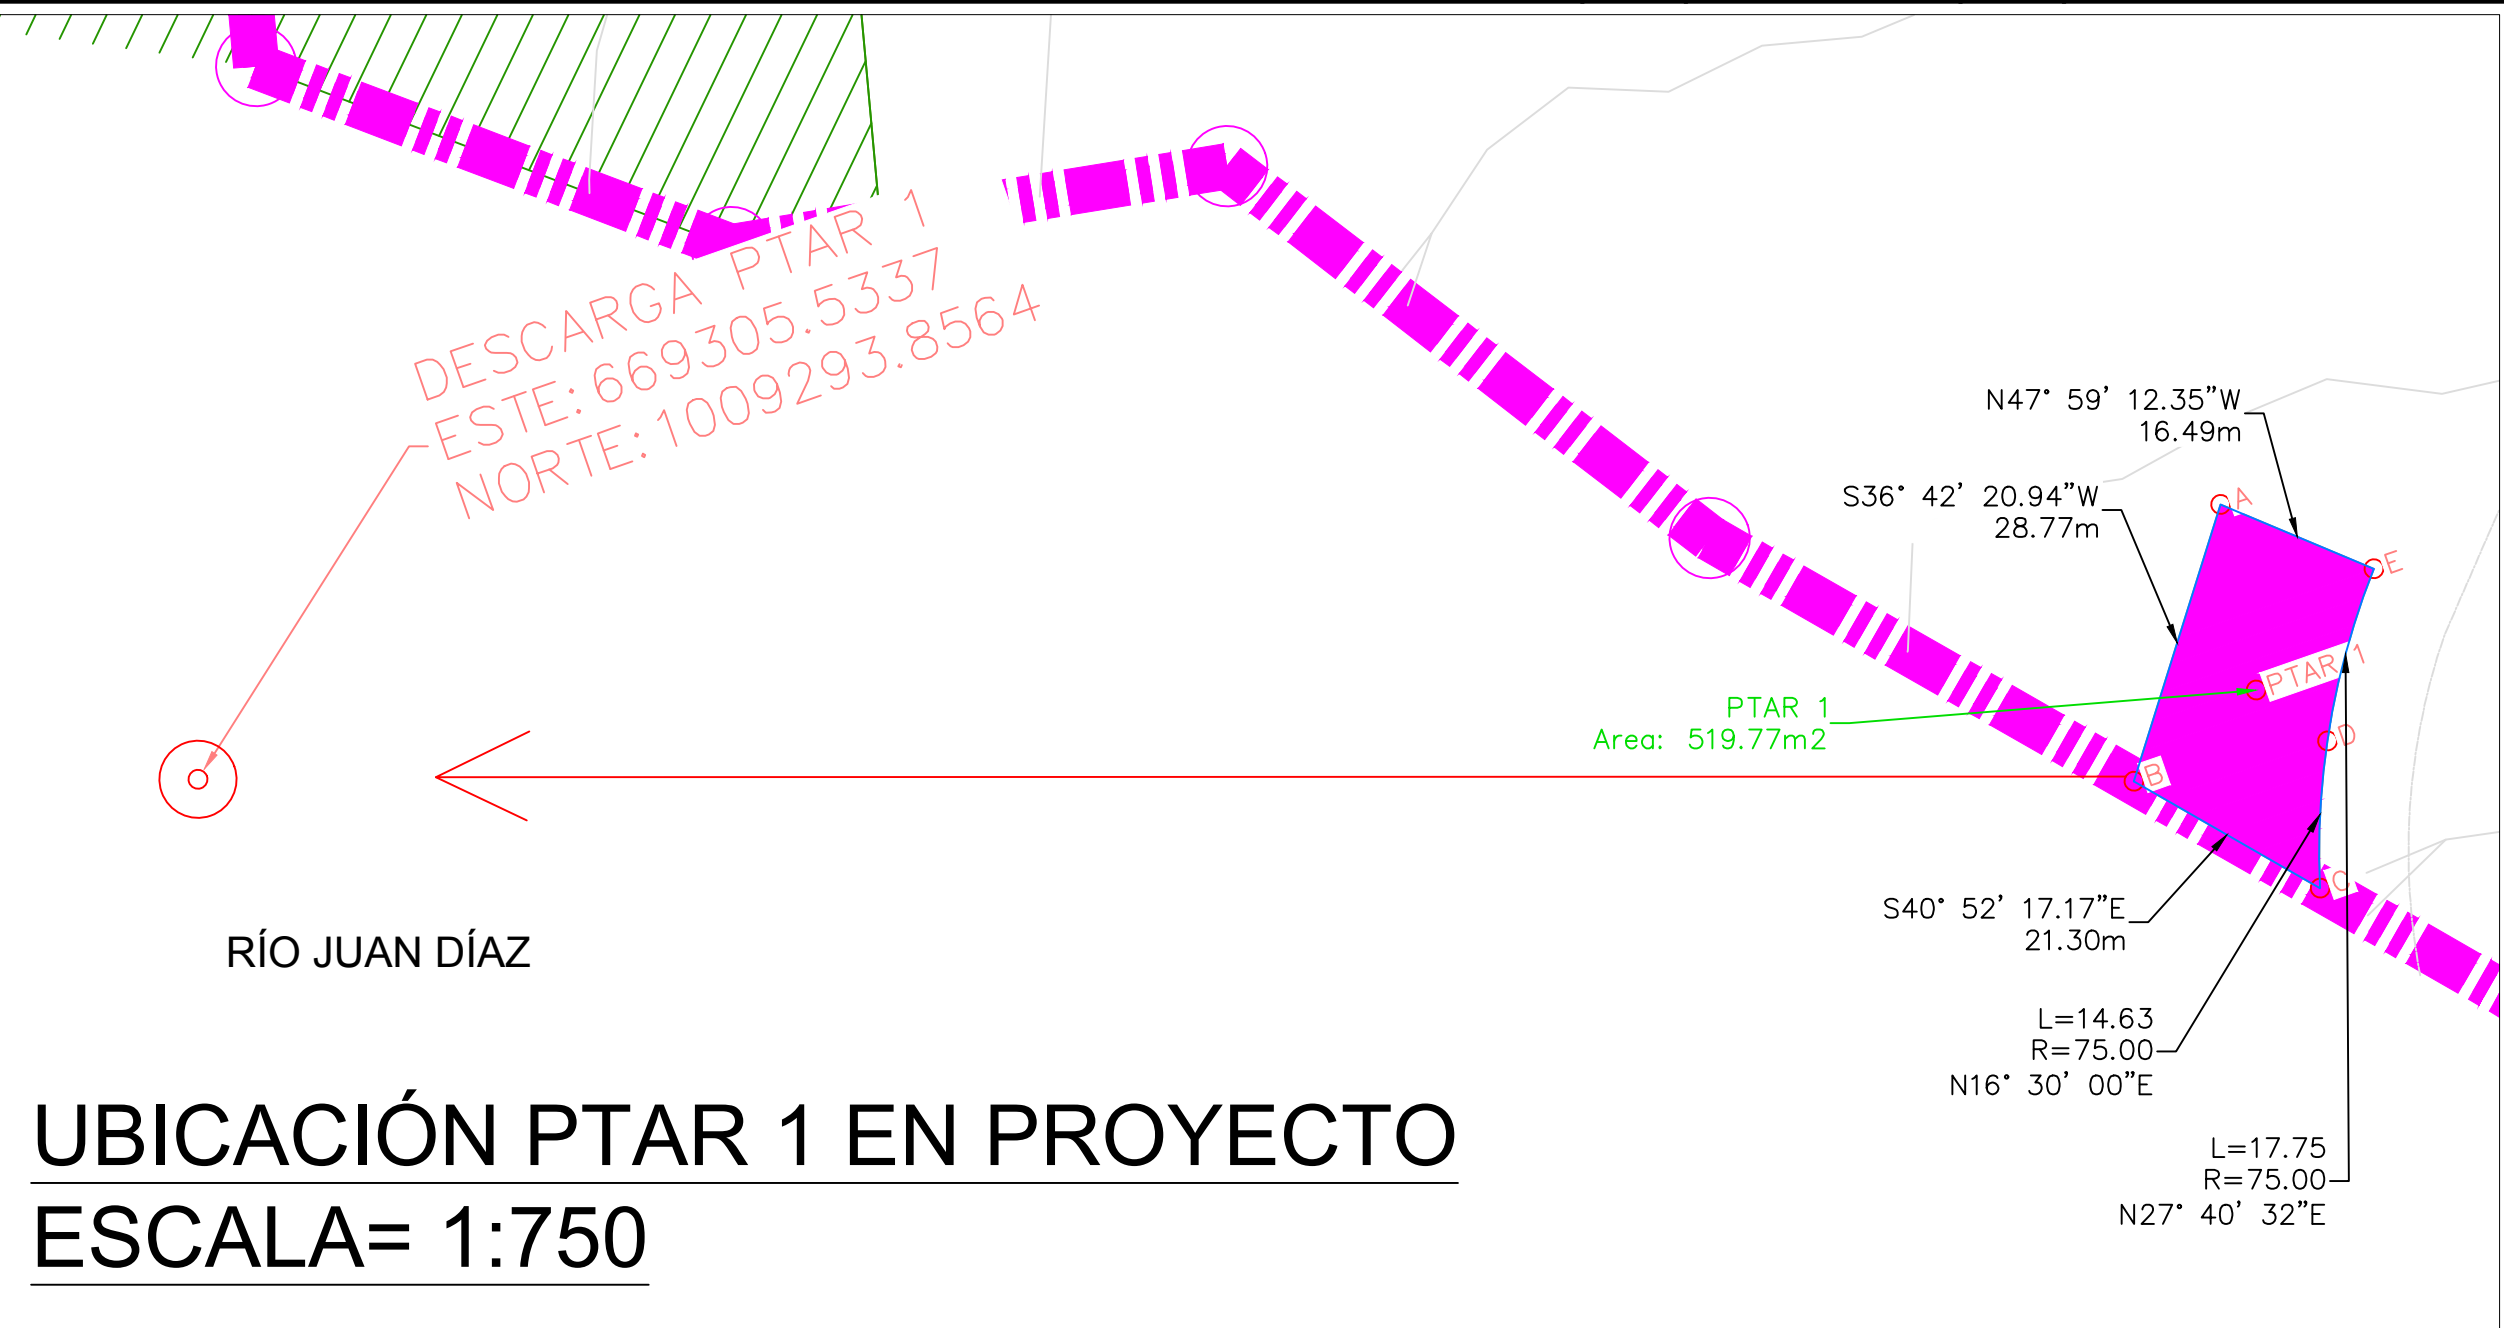 DESCARGA PTAR 1
ESTE: 669305.5337
NORTE: 1009293.8564
N47° 59’ 12.35”W
16.49m
S36° 42’ 20.94”W
28.77m
A
E
PTAR 1
PTAR 1
Area: 519.77m2
D
B
C
S40° 52’ 17.17”E
21.30m
RÍO JUAN DÍAZ
L=14.63
R=75.00
N16° 30’ 00”E
L=17.75
R=75.00
N27° 40’ 32”E
UBICACIÓN PTAR 1 EN PROYECTO
ESCALA= 1:750